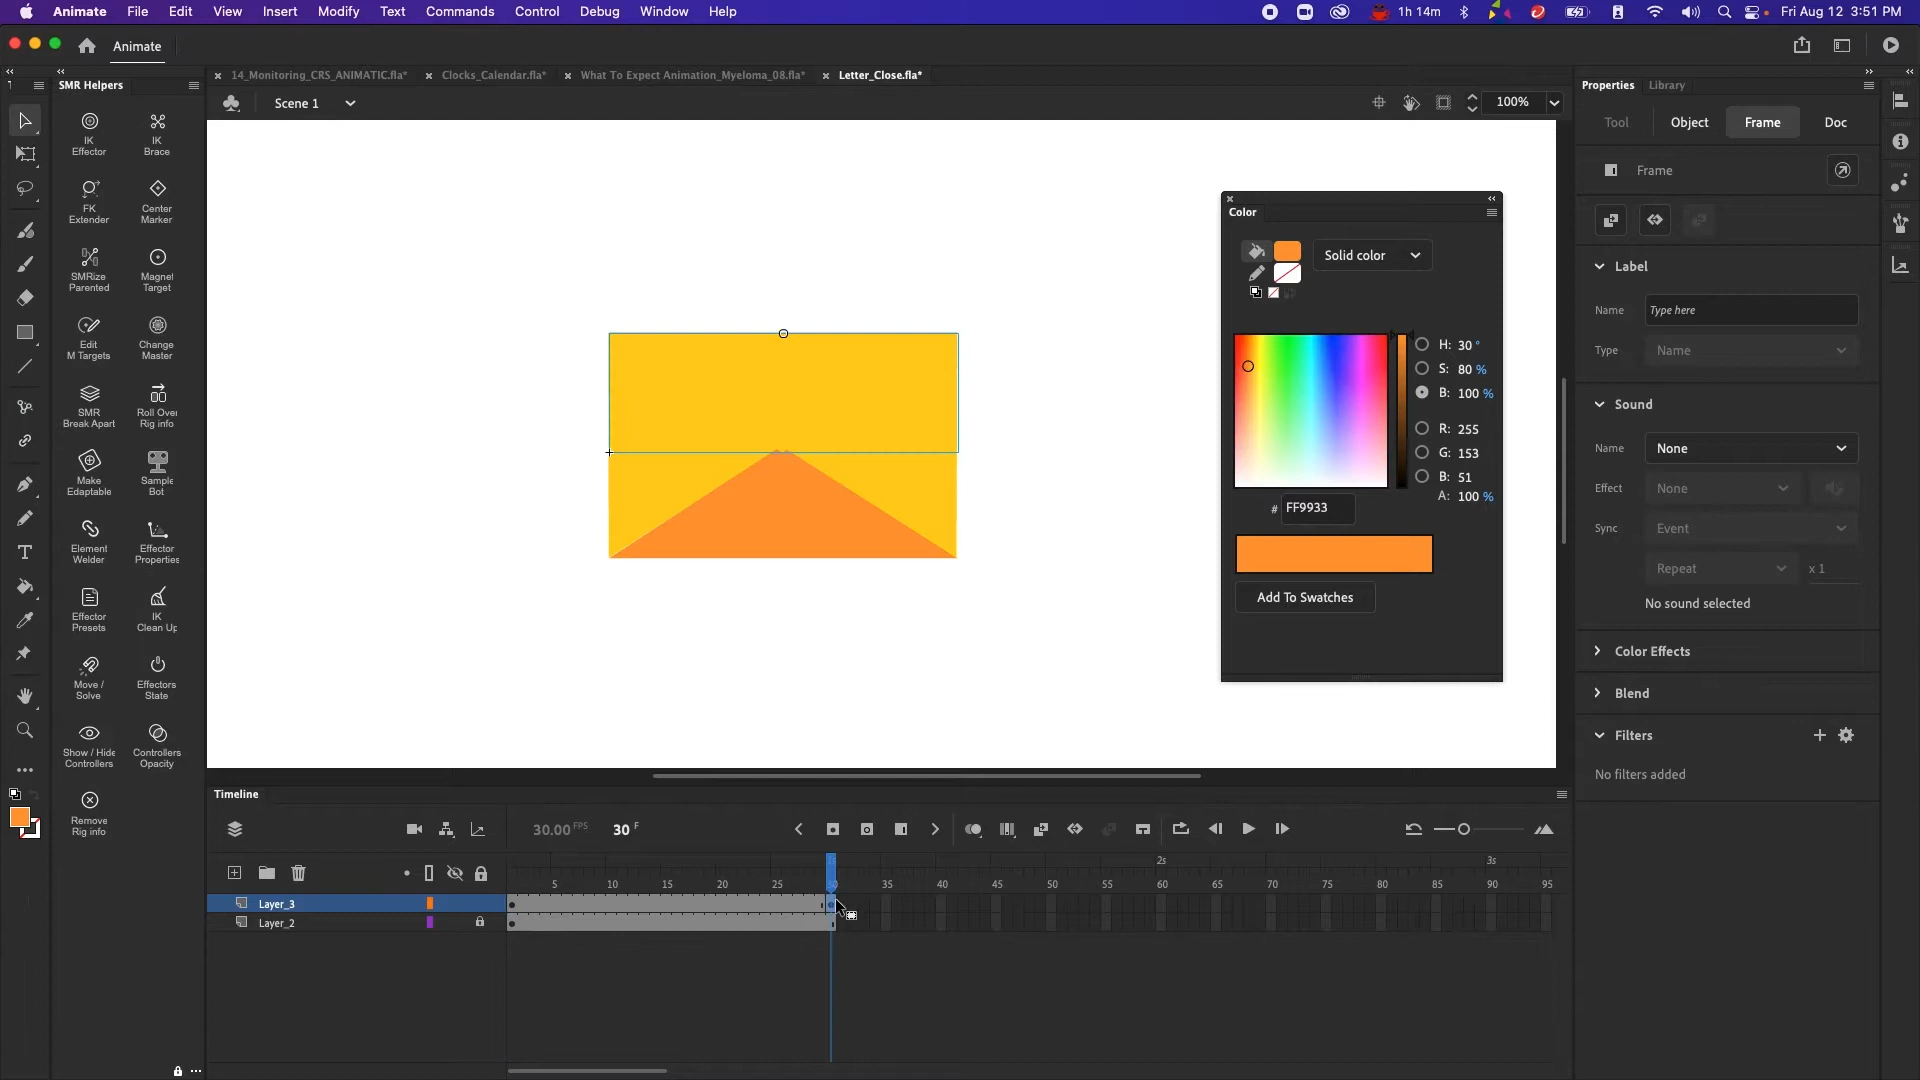 Animate File Edit View Insert Modify Text Commands Control Debug Window Help 1h 14m Fri Aug 12 3:51 PM
Animate
SMR Helpers
14_Monitoring_CRS_ANIMATIC.fla* Clocks_Calendar.fla* What To Expect Animation_Myeloma_08.fla* Letter_Close.fla*
Scene 1 100%
IK Effector
IK Brace
FK Extender
Center Marker
SMRize Parented
Magnet Target
Edit M Targets
Change Master
SMR Break Apart
Roll Over Rig info
Make Edaptable
Sample Bot
Element Welder
Effector Properties
Effector Presets
IK Clean Up
Move / Solve
Effectors State
Show / Hide Controllers
Controllers Opacity
Remove Rig info
Color
Solid color
H: 30 °
S: 80 %
B: 100 %
R: 255
G: 153
B: 51
A: 100 %
# FF9933
Add To Swatches
Properties Library
Tool Object Frame Doc
Frame
Label
Name Type here
Type Name
Sound
Name None
Effect None
Sync Event
Repeat x 1
No sound selected
Color Effects
Blend
Filters
No filters added
Timeline
30.00 FPS 30 F
1s 2s 3s
5 10 15 20 25 30 35 40 45 50 55 60 65 70 75 80 85 90 95
Layer_3
Layer_2